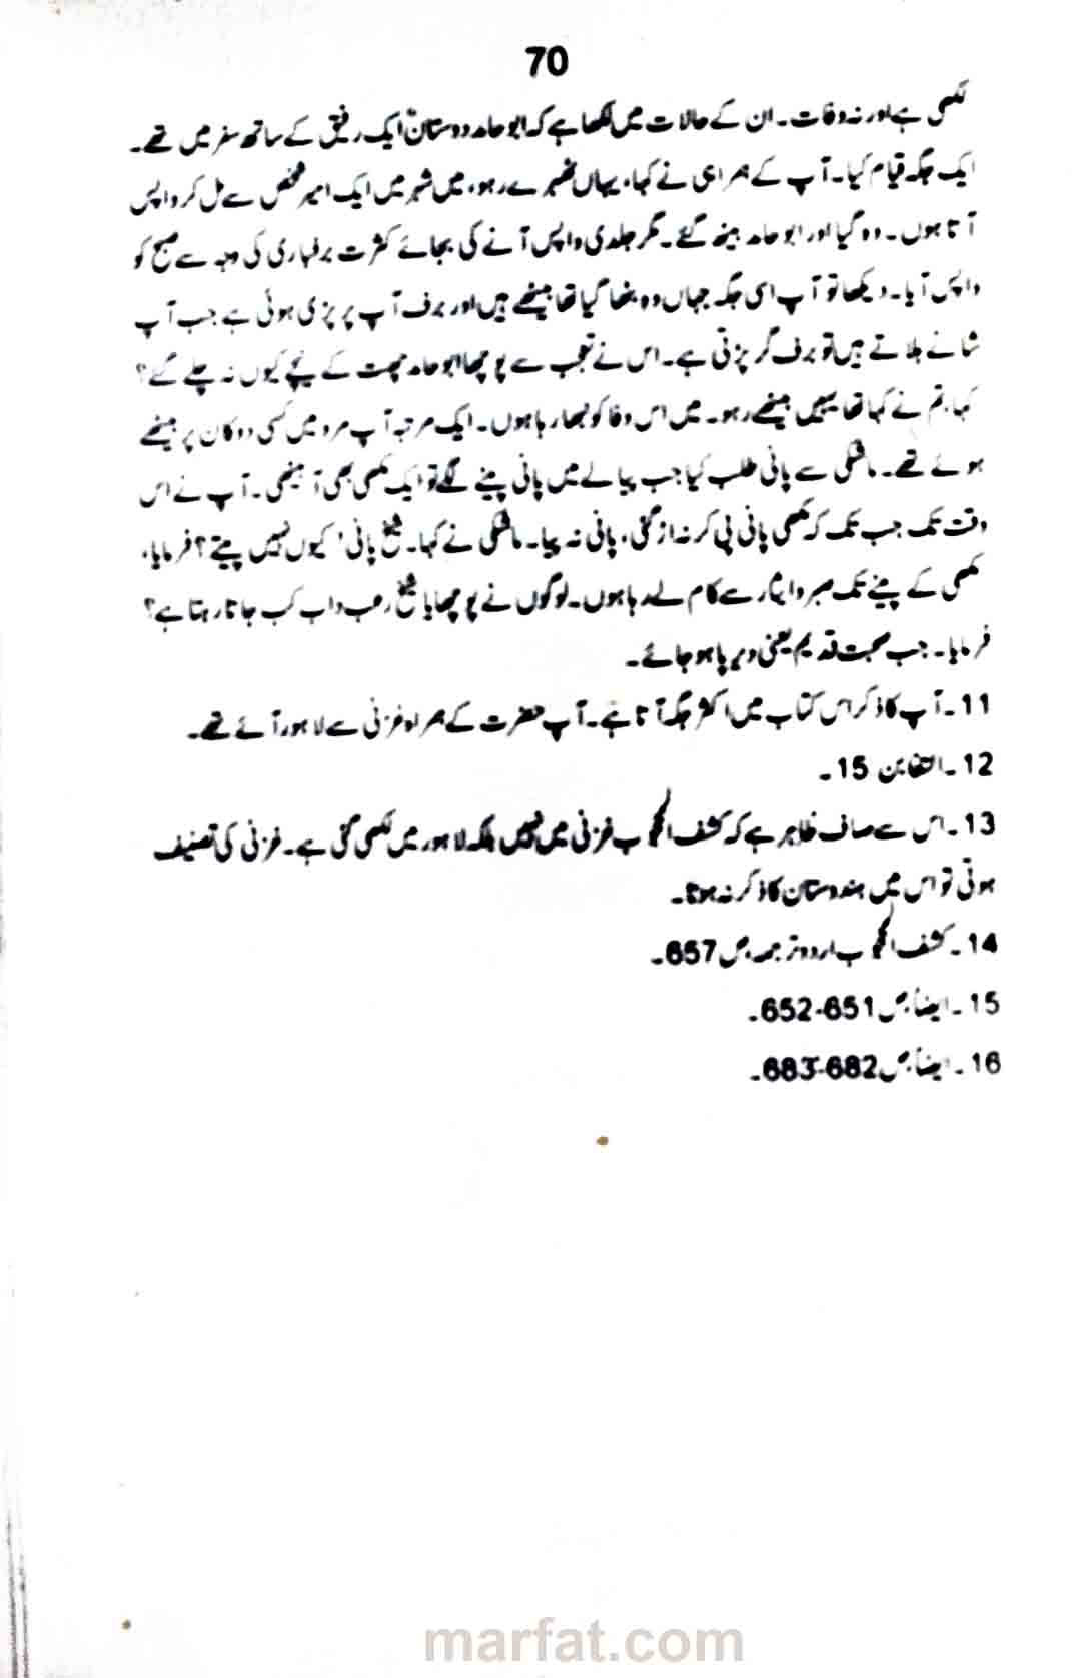 70
لکھی ہے اور نہ وفات۔ ان کے حالات میں لکھا ہے کہ ابو حامد دوستانؒ ایک رفیق کے ساتھ سفر میں تھے۔
ایک جگہ قیام کیا۔ آپ کے ہمراہی نے کہا، یہاں ٹھہرے رہو، میں شہر میں ایک امیر شخص سے مل کر واپس
آتا ہوں۔ وہ گیا اور ابو حامد بیٹھ گئے۔ مگر جلدی واپس آنے کی بجائے کثرت برفباری کی وجہ سے صبح کو
واپس آیا۔ دیکھا تو آپ اسی جگہ جہاں وہ بٹھا گیا تھا بیٹھے ہیں اور برف آپ پر پڑی ہوئی ہے جب آپ
شانے ہلاتے ہیں تو برف گر پڑتی ہے۔ اس نے تعجب سے پوچھا ابو حامد چھت کے نیچے کیوں نہ چلے گئے؟
کہا، تم نے کہا تھا یہیں بیٹھے رہو۔ میں اس وفا کو نبھا رہا ہوں۔ ایک مرتبہ آپ مرو میں کسی دوکان پر بیٹھے
ہوئے تھے۔ ماشکی سے پانی طلب کیا جب پیالے میں پانی پینے لگے تو ایک مکھی بھی آ بیٹھی۔ آپ نے اس
وقت تک جب تک کہ مکھی پانی پی کر نہ اڑ گئی، پانی نہ پیا۔ ماشکی نے کہا۔ شیخ پانی کیوں نہیں پیتے؟ فرمایا،
مکھی کے پینے تک صبر و ایثار سے کام لے رہا ہوں۔ لوگوں نے پوچھا یا شیخ رعب داب کب جاتا رہتا ہے؟
فرمایا۔ جب صحبت قدیم یعنی دیرپا ہو جائے۔
11۔ آپ کا ذکر اس کتاب میں اکثر جگہ آتا ہے۔ آپ حضرت کے ہمراہ غزنی سے لاہور آئے تھے۔
12۔ التغابن 15۔
13۔ اس سے صاف ظاہر ہے کہ کشف المحجوب غزنی میں نہیں بلکہ لاہور میں لکھی گئی ہے۔ غزنی کی تصنیف
ہوتی تو اس میں ہندوستان کا ذکر نہ ہوتا۔
14۔ کشف المحجوب اردو ترجمہ، ص 657۔
15۔ ایضاً، ص 651-652۔
16۔ ایضاً، ص 682-683۔
marfat.com